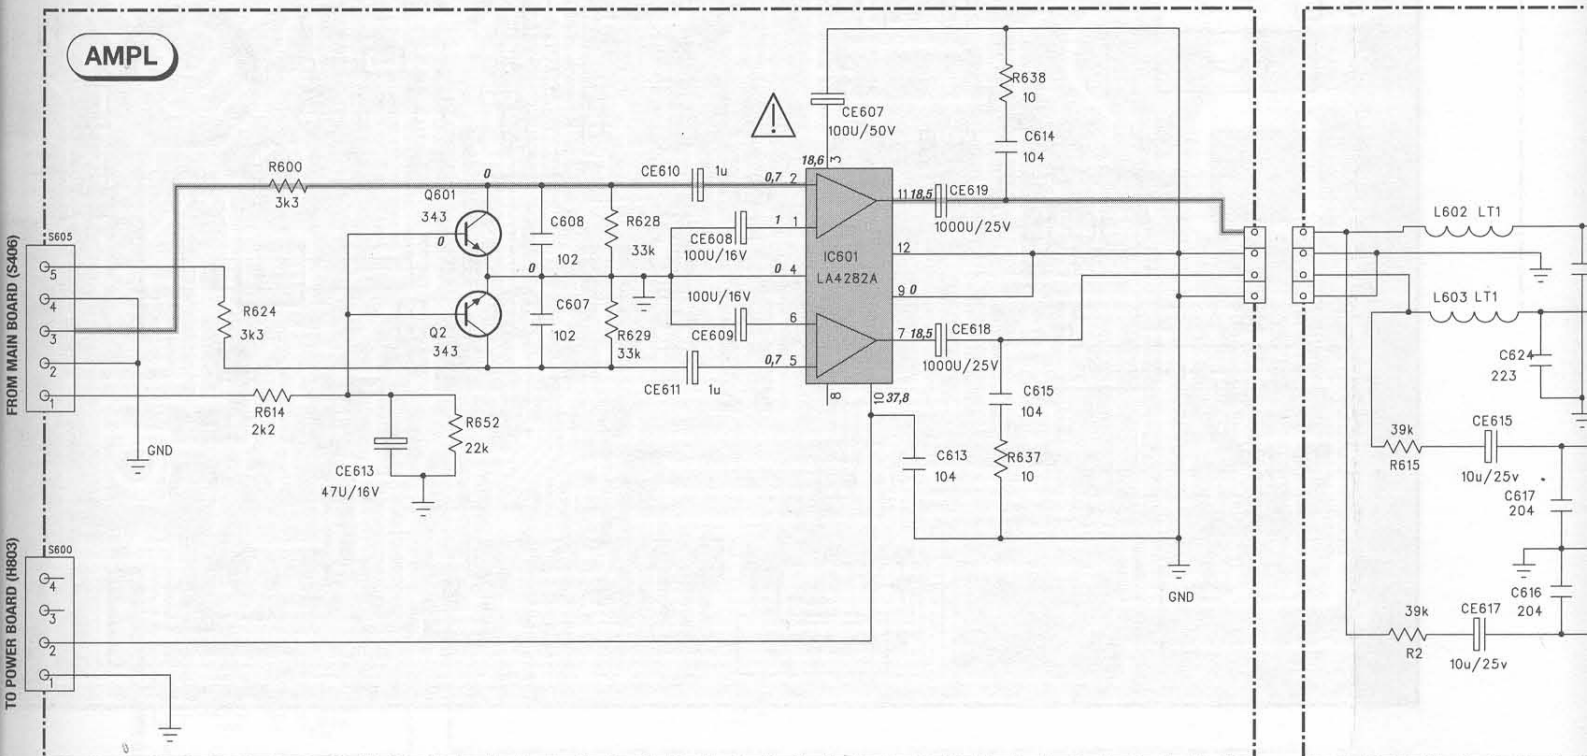 AMPL
FROM MAIN BOARD (S406)
S605
5
4
3
2
1
R600
3k3
R624
3k3
R614
2k2
GND
Q601
343
0
0
Q2
343
CE613
47U/16V
R652
22k
C608
102
0
C607
102
R628
33k
R629
33k
CE610
1u
CE608
100U/16V
100U/16V
CE609
CE611
1u
CE607
100U/50V
18,6
3
0,7 2
1 1
0 4
6
0,7 5
IC601
LA4282A
11 18,5
12
9 0
7 18,5
8
10 37,8
R638
10
C614
104
CE619
1000U/25V
CE618
1000U/25V
C615
104
R637
10
C613
104
GND
TO POWER BOARD (H803)
S600
4
3
2
1
L602 LT1
L603 LT1
C624
223
39k
R615
CE615
10u/25v
C617
204
C616
204
39k
R2
CE617
10u/25v